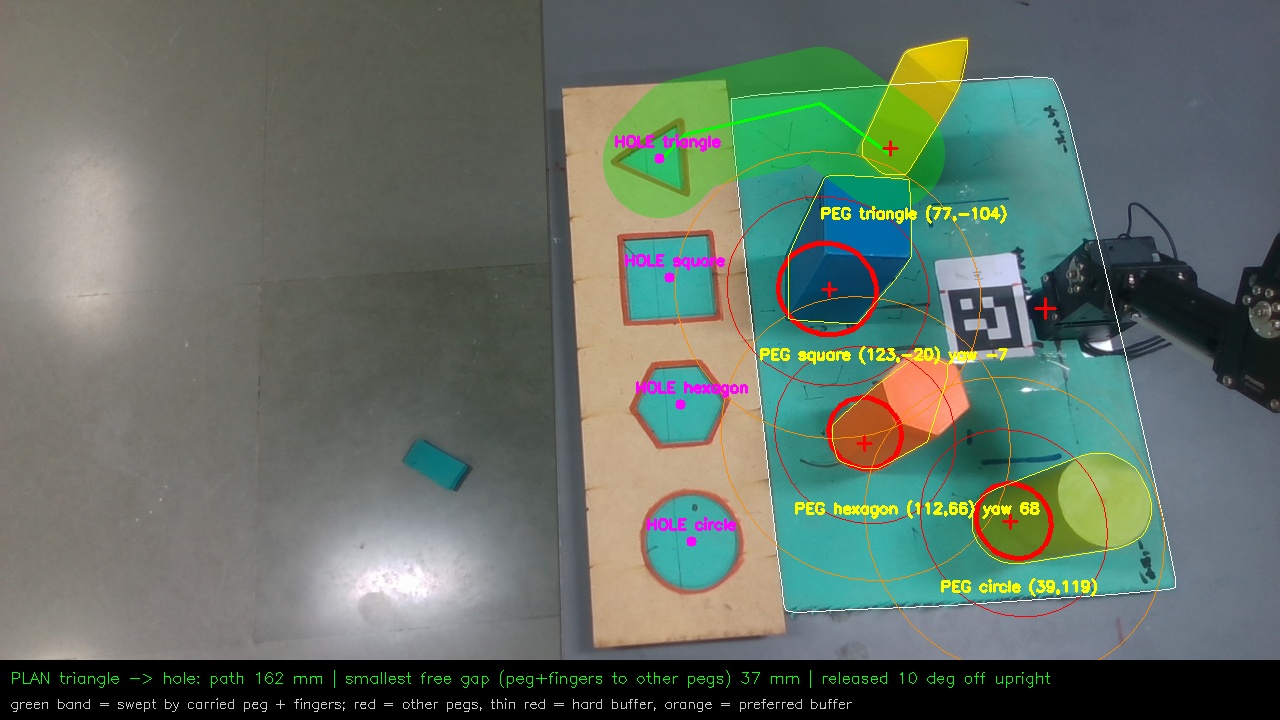 HOLE triangle
PEG triangle (77,-104)
HOLE square
PEG square (123,-20) yaw -7
HOLE hexagon
PEG hexagon (112,66) yaw 68
HOLE circle
PEG circle (39,119)
PLAN triangle -> hole: path 162 mm | smallest free gap (peg+fingers to other pegs) 37 mm | released 10 deg off upright
green band = swept by carried peg + fingers; red = other pegs, thin red = hard buffer, orange = preferred buffer